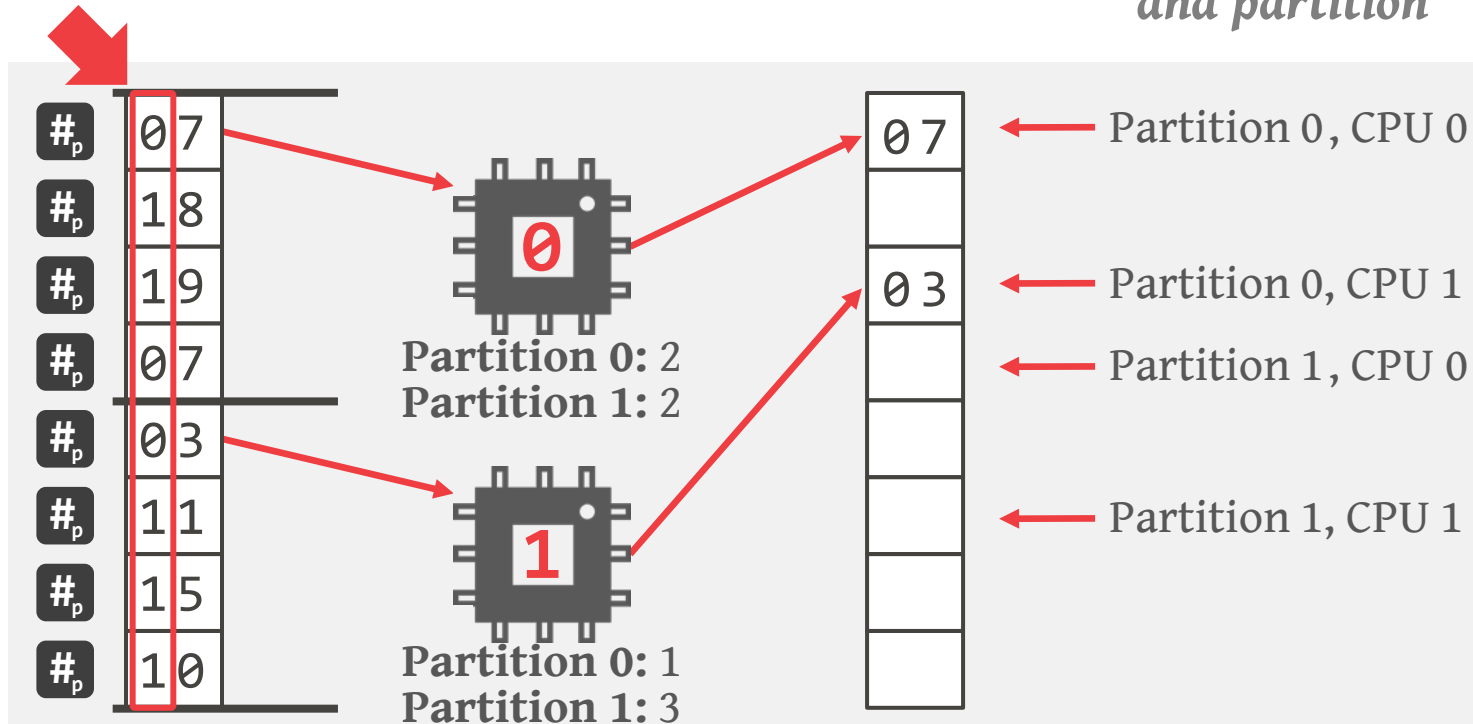 and partition
#p 07
#p 18
#p 19
#p 07
#p 03
#p 11
#p 15
#p 10
0
Partition 0: 2
Partition 1: 2
1
Partition 0: 1
Partition 1: 3
07
03
Partition 0, CPU 0
Partition 0, CPU 1
Partition 1, CPU 0
Partition 1, CPU 1